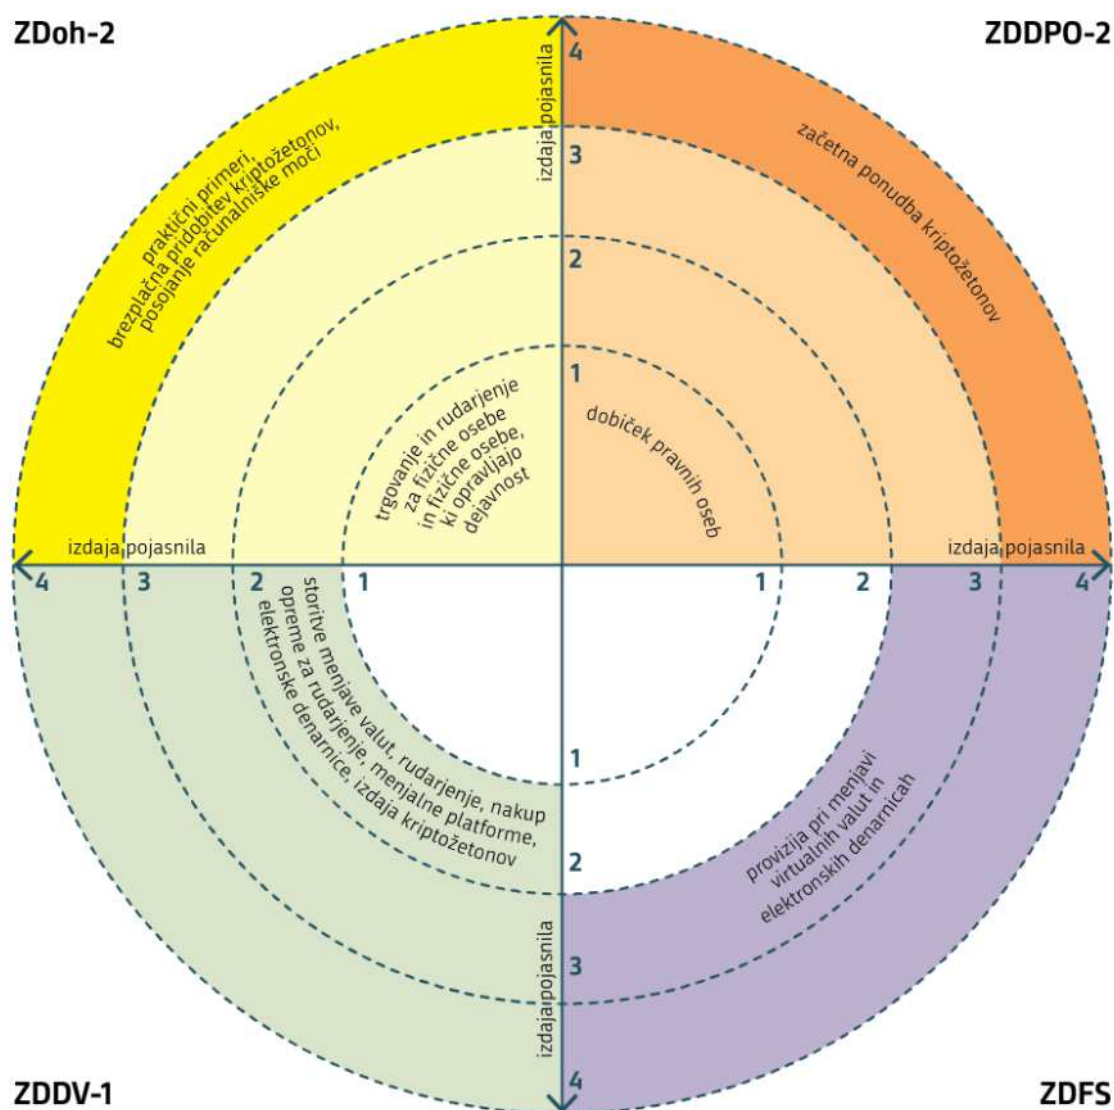 ZDoh-2
ZDDPO-2
4
izdaja pojasnila
3
2
1
praktični primeri,
brezplačna pridobitev kriptožetonov,
posojanje računalniške moči
začetna ponudba kriptožetonov
trgovanje in rudarjenje
za fizične osebe
in fizične osebe,
ki opravljajo
dejavnost
dobiček pravnih oseb
izdaja pojasnila
izdaja pojasnila
4
3
2
1
1
2
3
4
storitve menjave valut, rudarjenje, nakup
opreme za rudarjenje, menjalne platforme,
elektronske denarnice, izdaja kriptožetonov
provizija pri menjavi
virtualnih valut in
elektronskih denarnicah
1
2
izdaja pojasnila
3
4
ZDDV-1
ZDFS